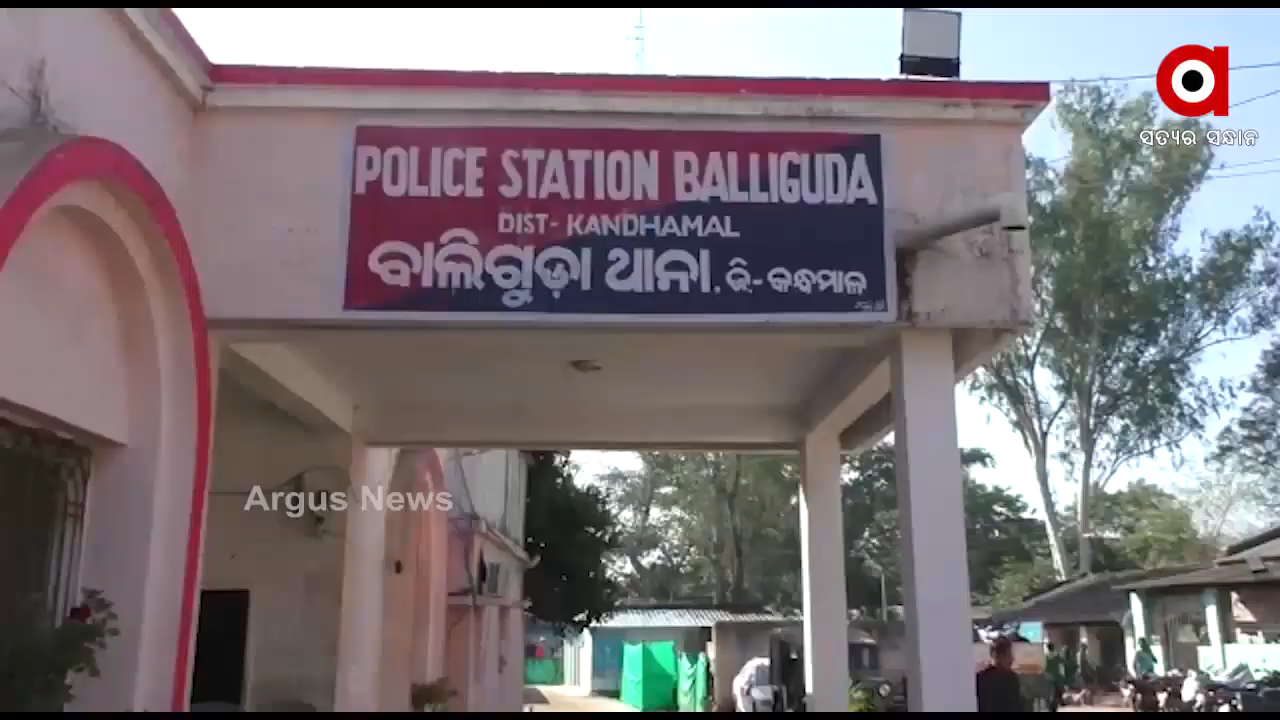 ସତ୍ୟର ସନ୍ଧାନ
POLICE STATION BALLIGUDA
DIST- KANDHAMAL
ବାଲିଗୁଡ଼ା ଥାନା, ଜି- କନ୍ଧମାଳ
Argus News